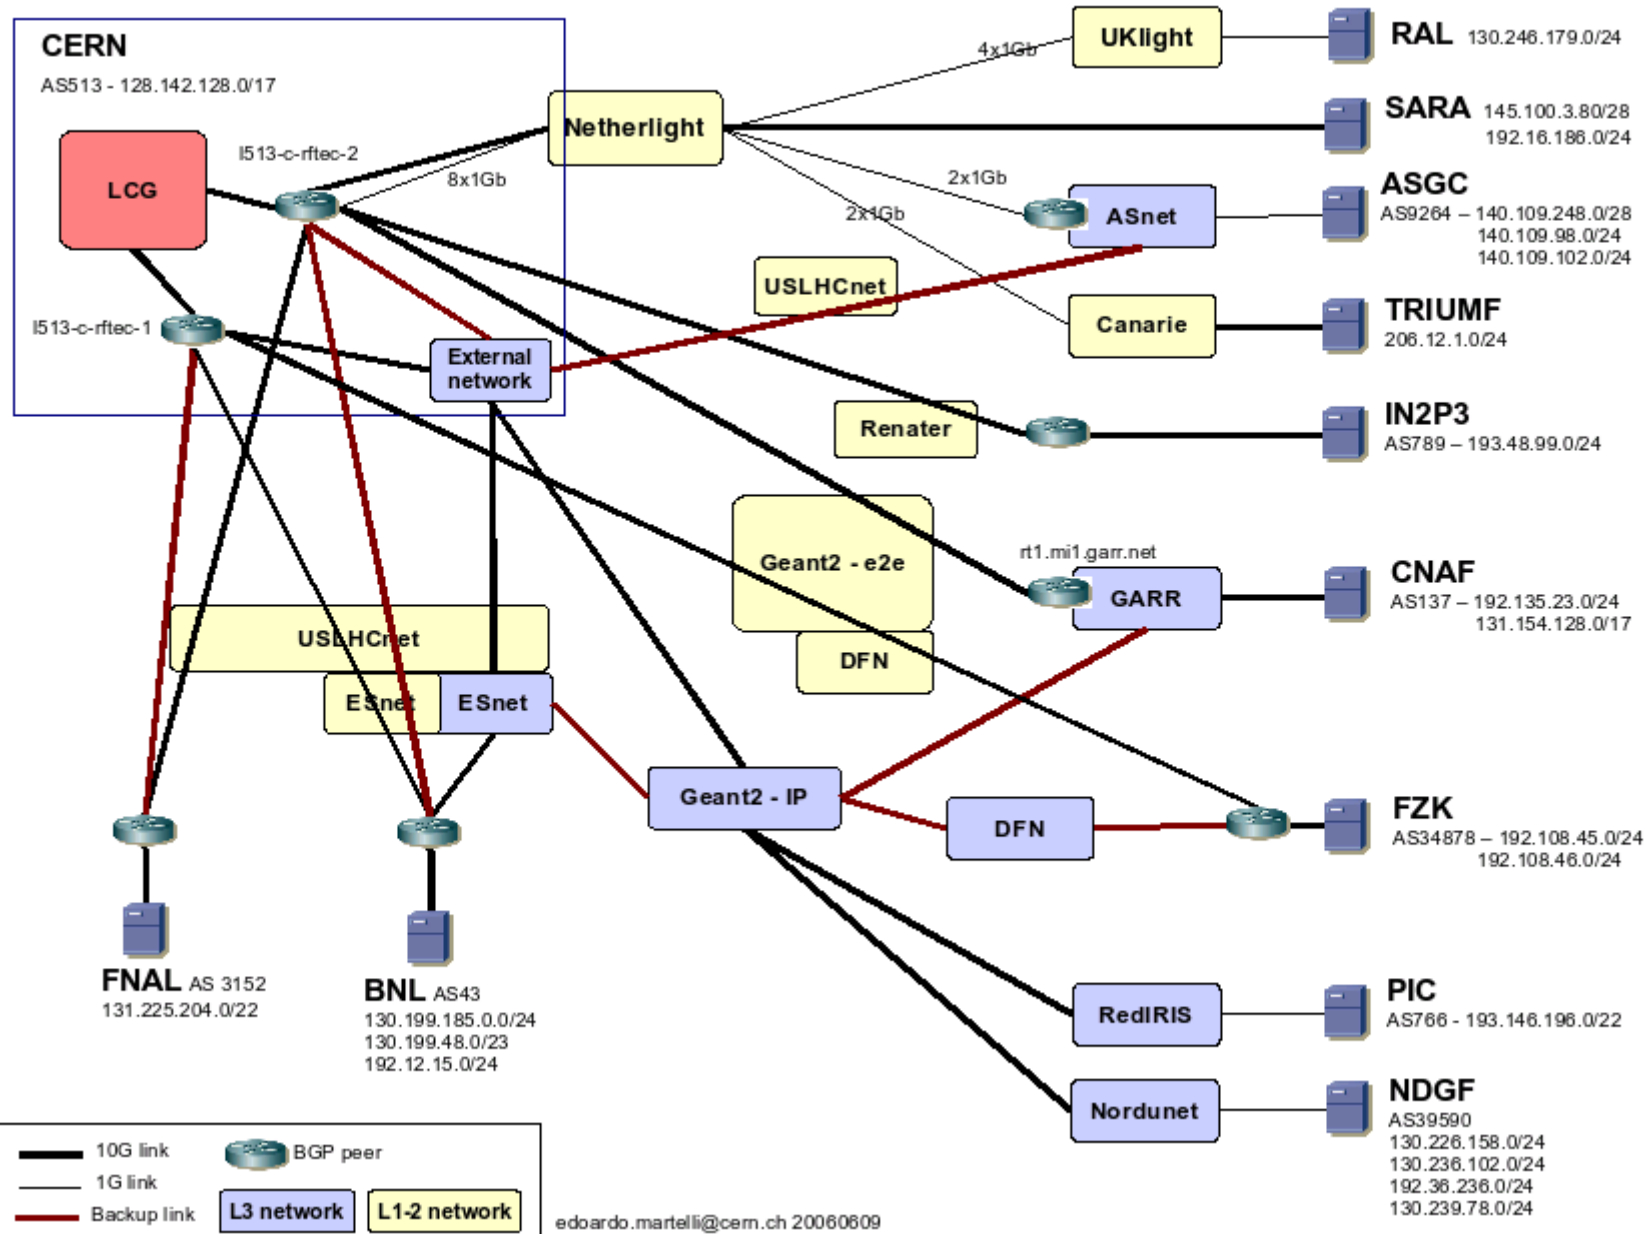 CERN
AS513 - 128.142.128.0/17
LCG
l513-c-rftec-2
8x1Gb
Netherlight
l513-c-rftec-1
External
network
4x1Gb
UKlight
RAL 130.246.179.0/24
SARA 145.100.3.80/28
192.16.186.0/24
2x1Gb
2x1Gb
ASnet
ASGC
AS9264 – 140.109.248.0/28
140.109.98.0/24
140.109.102.0/24
USLHCnet
Canarie
TRIUMF
206.12.1.0/24
Renater
IN2P3
AS789 – 193.48.99.0/24
Geant2 - e2e
DFN
rt1.mi1.garr.net
GARR
CNAF
AS137 – 192.135.23.0/24
131.154.128.0/17
USLHCnet
ESnet
ESnet
Geant2 - IP
DFN
FZK
AS34878 – 192.108.45.0/24
192.108.46.0/24
FNAL AS 3152
131.225.204.0/22
BNL AS43
130.199.185.0.0/24
130.199.48.0/23
192.12.15.0/24
RedIRIS
PIC
AS766 - 193.146.196.0/22
Nordunet
NDGF
AS39590
130.226.158.0/24
130.236.102.0/24
192.36.236.0/24
130.239.78.0/24
10G link
BGP peer
1G link
Backup link
L3 network
L1-2 network
edoardo.martelli@cern.ch 20060609